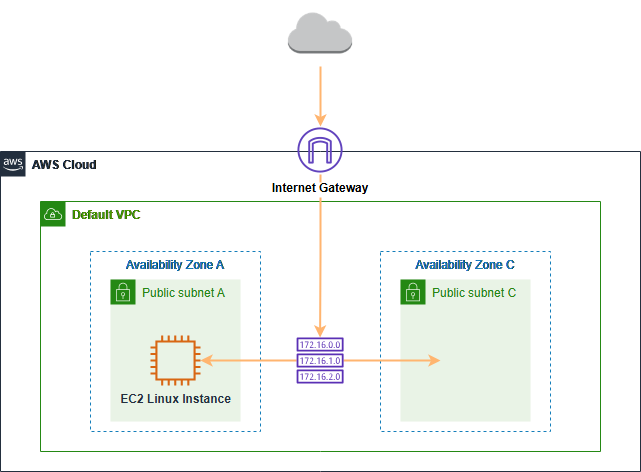 aws
AWS Cloud
Internet Gateway
Default VPC
Availability Zone A
Availability Zone C
Public subnet A
Public subnet C
172.16.0.0
172.16.1.0
172.16.2.0
EC2 Linux Instance